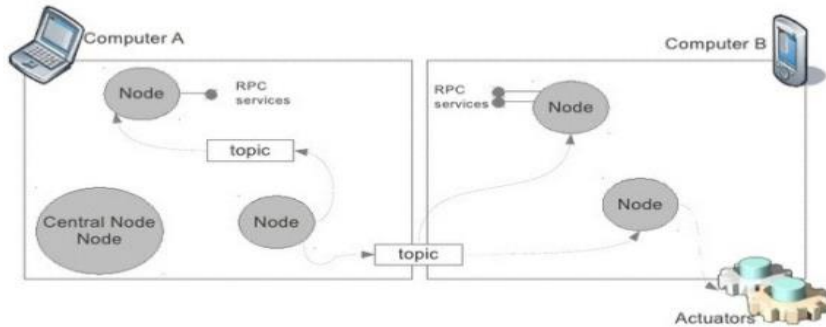 Computer A
Computer B
Node
RPC
services
RPC
services
Node
topic
Central Node
Node
Node
Node
topic
Actuators